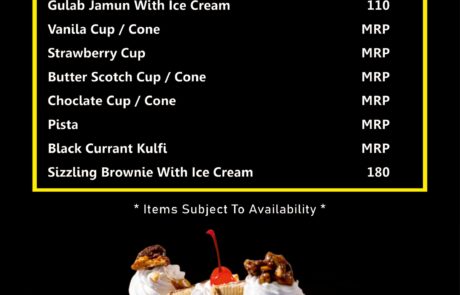 Gulab Jamun With Ice Cream 110
Vanila Cup / Cone MRP
Strawberry Cup MRP
Butter Scotch Cup / Cone MRP
Choclate Cup / Cone MRP
Pista MRP
Black Currant Kulfi MRP
Sizzling Brownie With Ice Cream 180
* Items Subject To Availability *